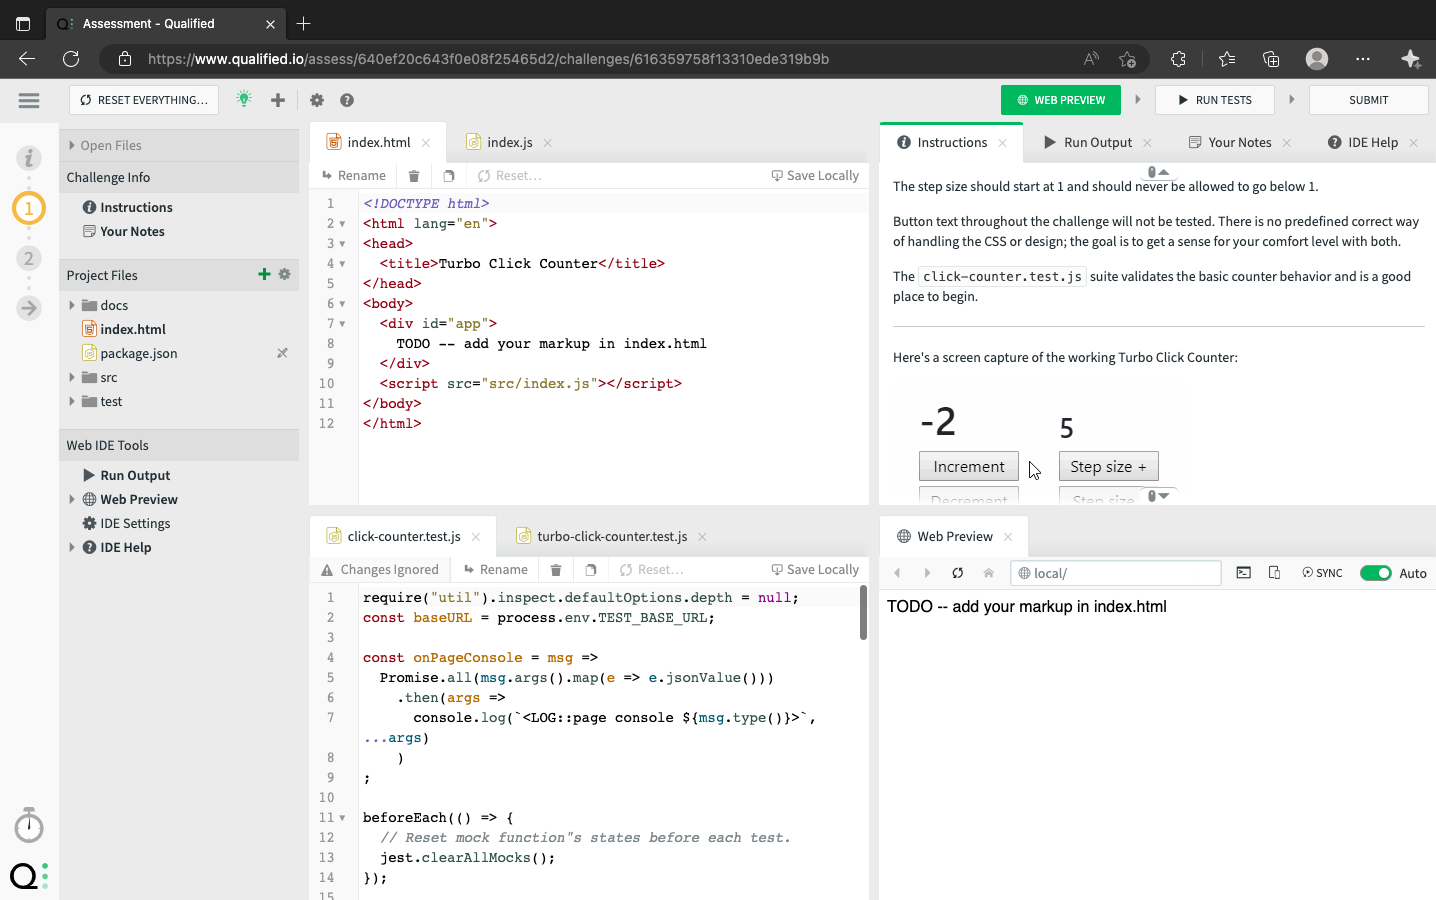 Assessment - Qualified
https://www.qualified.io/assess/640ef20c643f0e08f25465d2/challenges/616359758f13310ede319b9b
RESET EVERYTHING...
WEB PREVIEW
RUN TESTS
SUBMIT
Open Files
Challenge Info
Instructions
Your Notes
1
2
Project Files
docs
index.html
package.json
src
test
Web IDE Tools
Run Output
Web Preview
IDE Settings
IDE Help
index.html
index.js
Rename
Reset...
Save Locally
1 <!DOCTYPE html>
2 <html lang="en">
3 <head>
4 <title>Turbo Click Counter</title>
5 </head>
6 <body>
7 <div id="app">
8 TODO -- add your markup in index.html
9 </div>
10 <script src="src/index.js"></script>
11 </body>
12 </html>
Instructions
Run Output
Your Notes
IDE Help
The step size should start at 1 and should never be allowed to go below 1.
Button text throughout the challenge will not be tested. There is no predefined correct way
of handling the CSS or design; the goal is to get a sense for your comfort level with both.
The click-counter.test.js suite validates the basic counter behavior and is a good
place to begin.
Here's a screen capture of the working Turbo Click Counter:
-2
5
Increment
Step size +
Decrement
Step size
click-counter.test.js
turbo-click-counter.test.js
Changes Ignored
Rename
Reset...
Save Locally
1 require("util").inspect.defaultOptions.depth = null;
2 const baseURL = process.env.TEST_BASE_URL;
3
4 const onPageConsole = msg =>
5 Promise.all(msg.args().map(e => e.jsonValue()))
6 .then(args =>
7 console.log(`<LOG::page console ${msg.type()}>`,
...args)
8 )
9 ;
10
11 beforeEach(() => {
12 // Reset mock function"s states before each test.
13 jest.clearAllMocks();
14 });
15
Web Preview
local/
SYNC
Auto
TODO -- add your markup in index.html
Q: